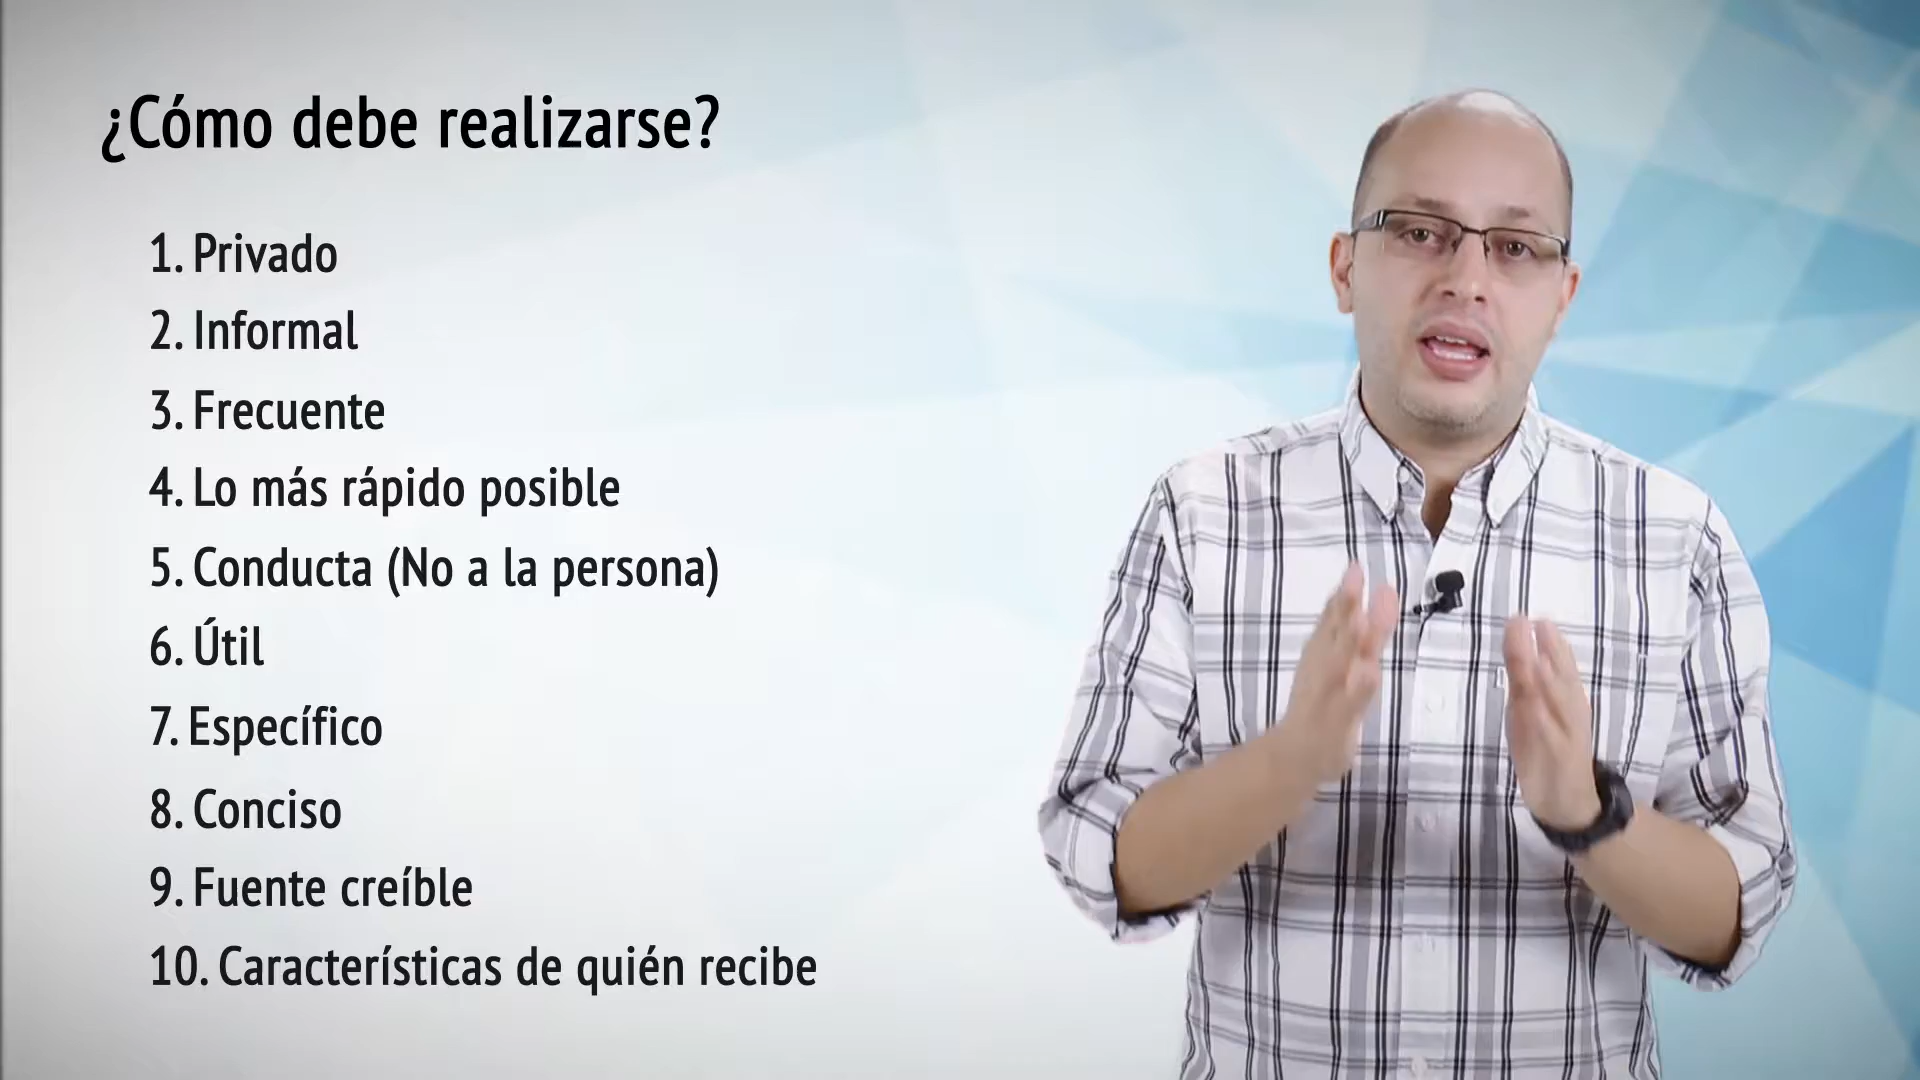 ¿Cómo debe realizarse?
1. Privado
2. Informal
3. Frecuente
4. Lo más rápido posible
5. Conducta (No a la persona)
6. Útil
7. Específico
8. Conciso
9. Fuente creíble
10. Características de quién recibe